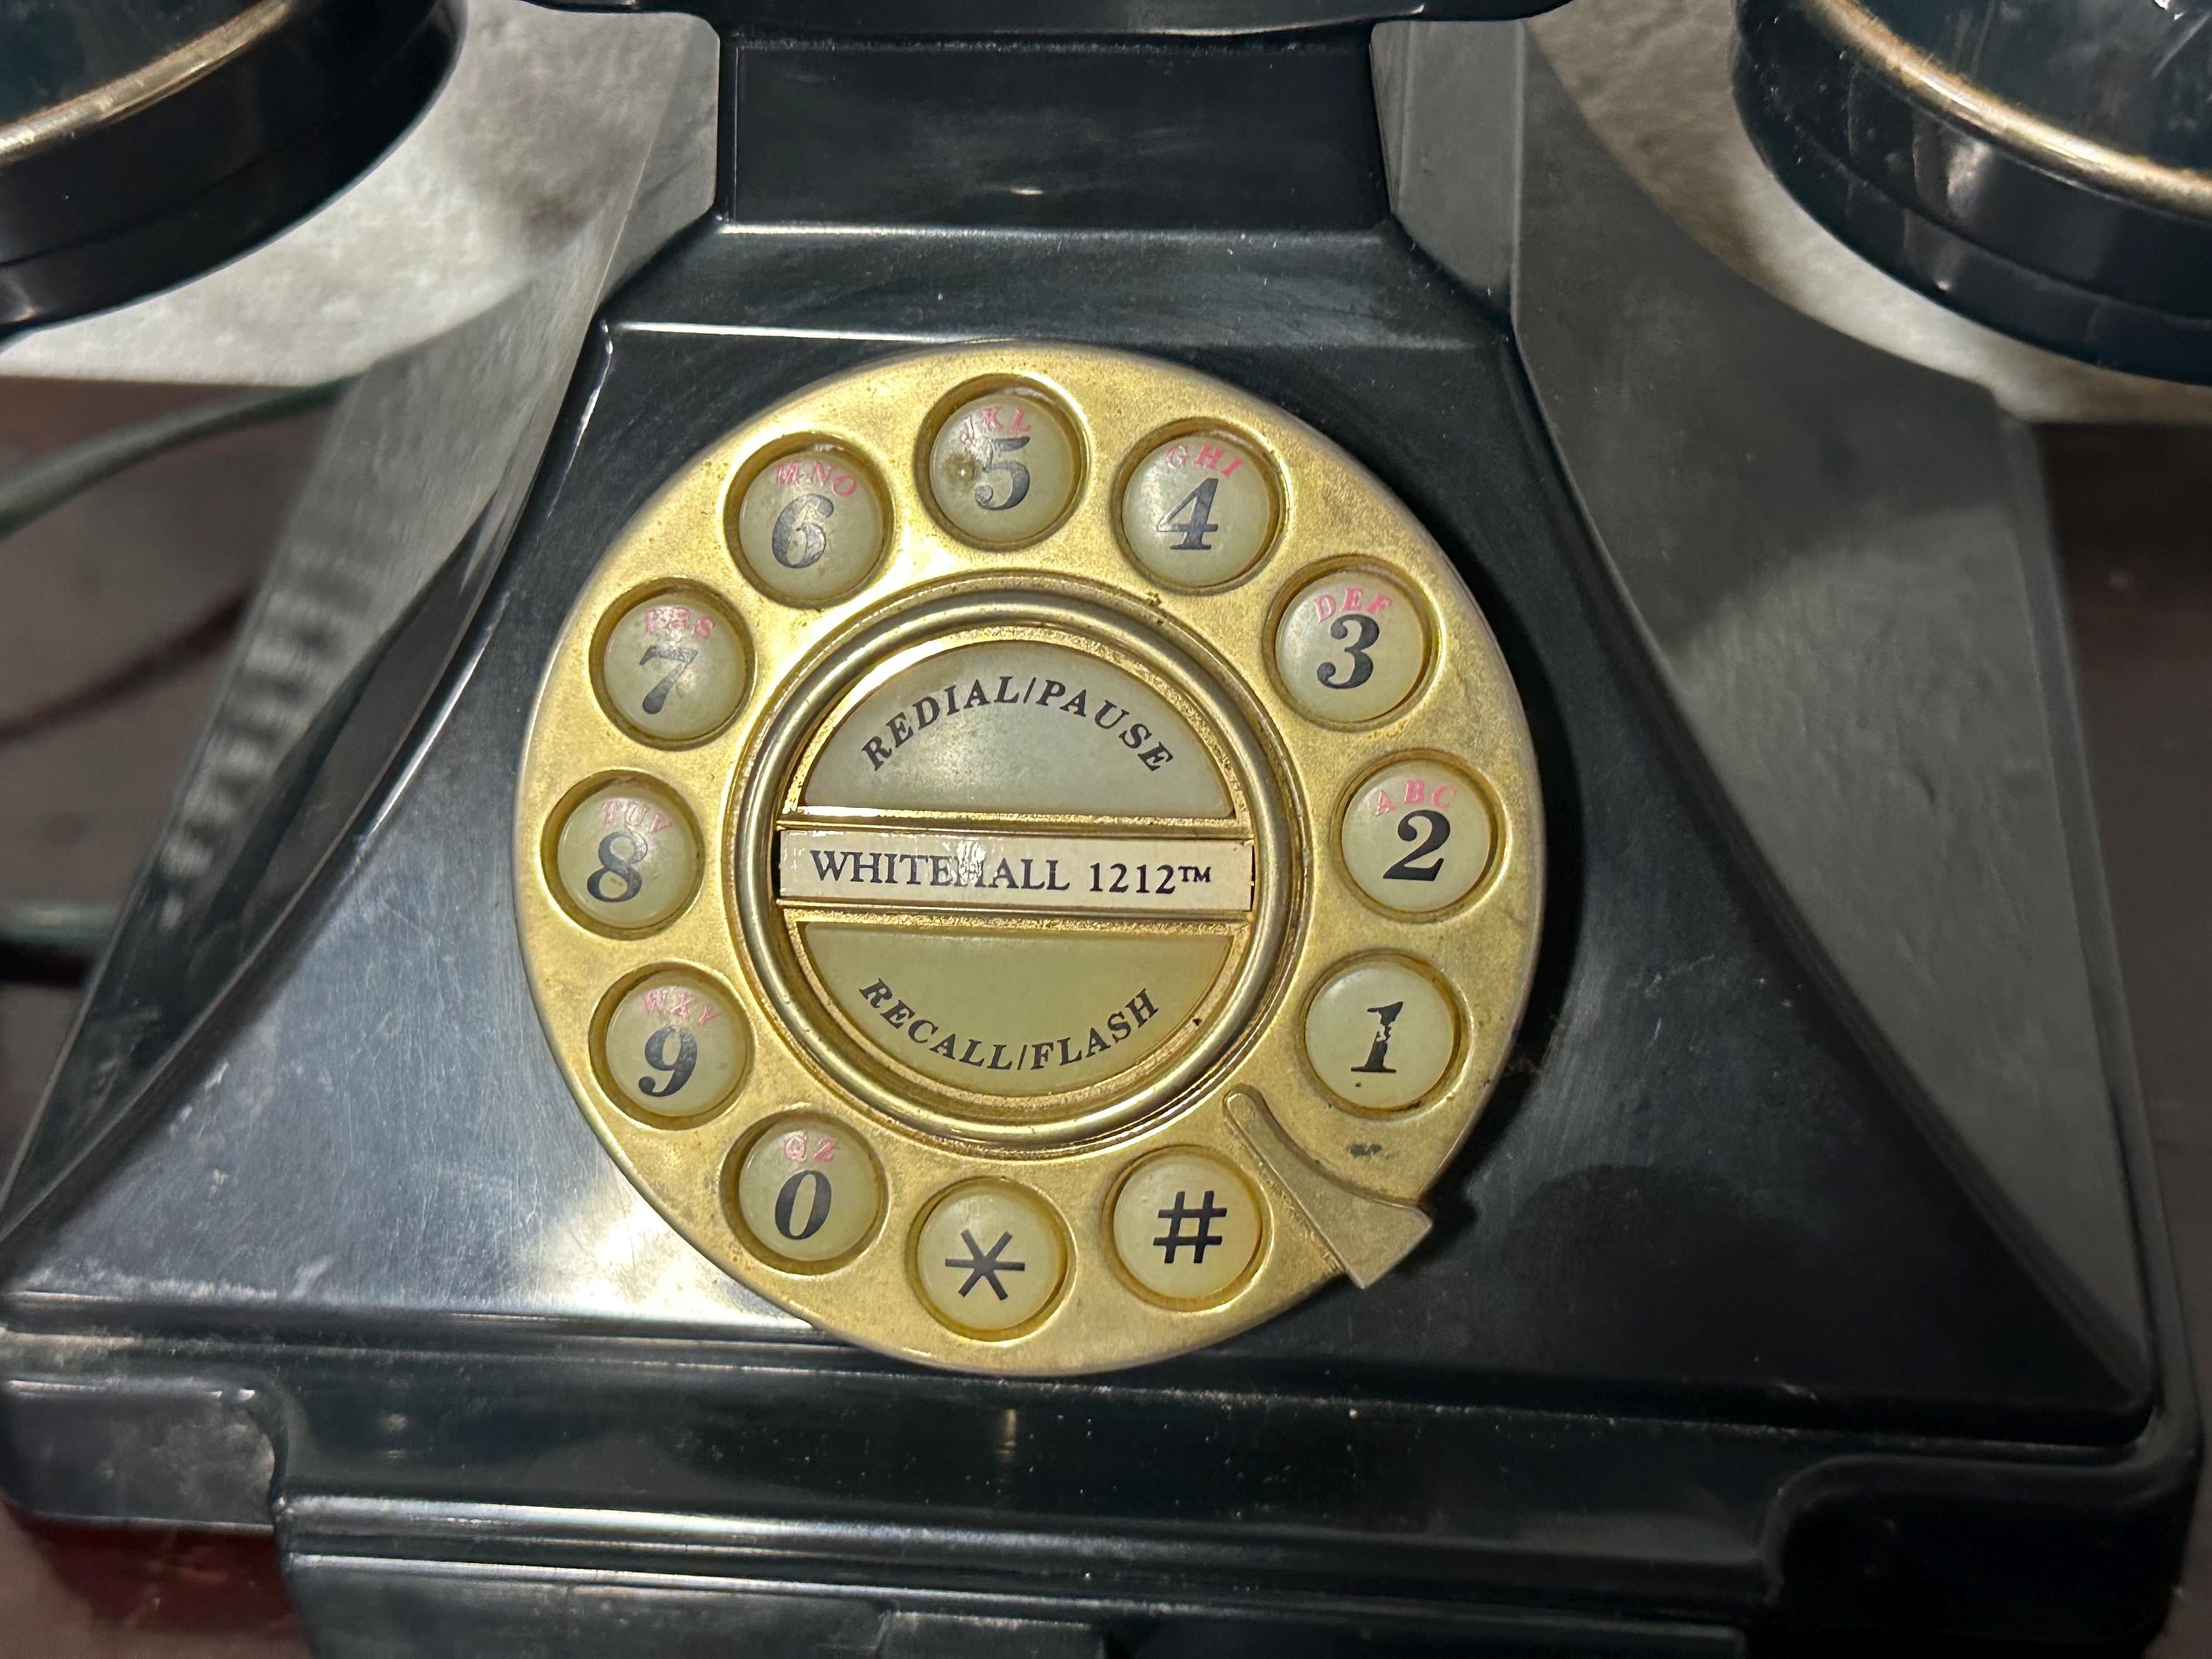 JKL
5
GHI
4
MNO
6
DEF
3
PRS
7
REDIAL/PAUSE
ABC
2
TUV
8
WHITEHALL 1212™
WXY
9
RECALL/FLASH
1
QZ
0
*
#